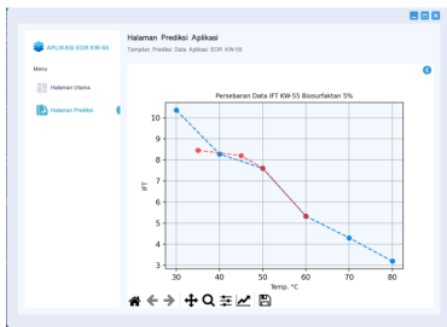 APLIKASI EOR KW-55
Menu
Halaman Utama
Halaman Prediksi
Halaman Prediksi Aplikasi
Tampilan Prediksi Data Aplikasi EOR KW-55
Persebaran Data IFT KW-55 Biosurfaktan 5%
IFT
10
9
8
7
6
5
4
3
30 40 50 60 70 80
Temp. °C